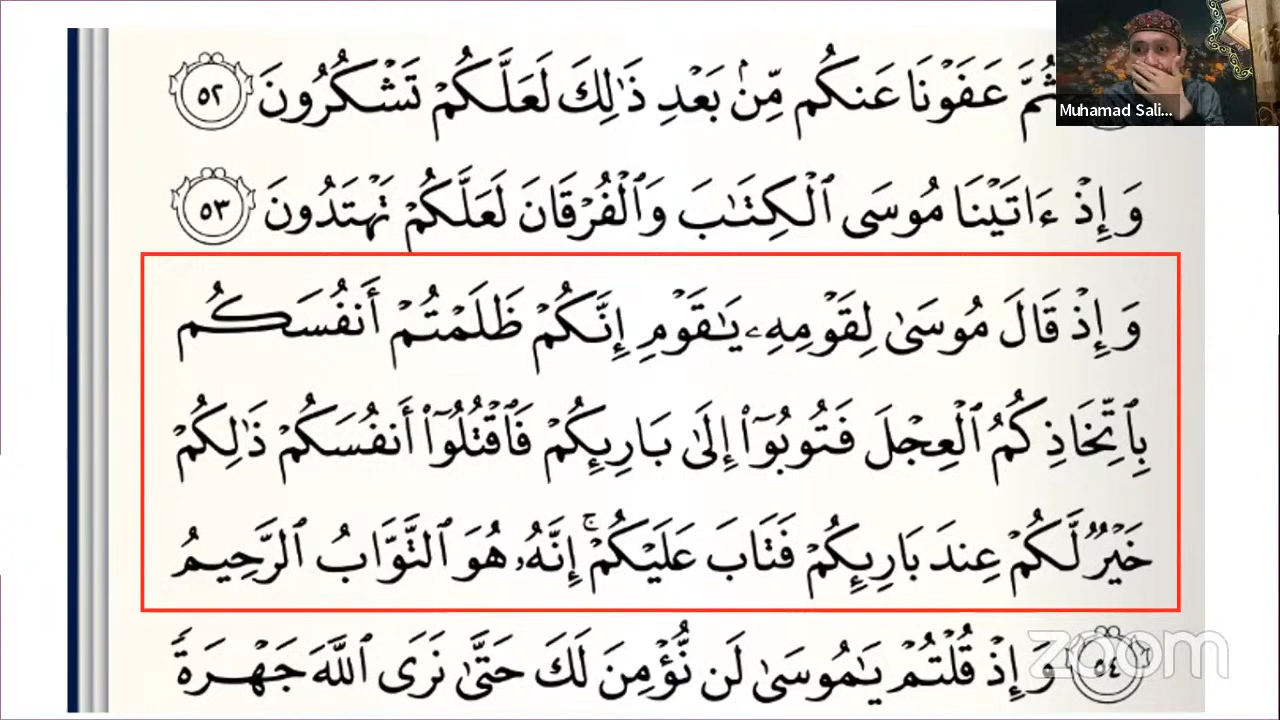 ثُمَّ عَفَوْنَا عَنكُم مِّنۢ بَعْدِ ذَٰلِكَ لَعَلَّكُمْ تَشْكُرُونَ ٥٢
Muhamad Sali...
وَإِذْ ءَاتَيْنَا مُوسَى ٱلْكِتَٰبَ وَٱلْفُرْقَانَ لَعَلَّكُمْ تَهْتَدُونَ ٥٣
وَإِذْ قَالَ مُوسَىٰ لِقَوْمِهِۦ يَٰقَوْمِ إِنَّكُمْ ظَلَمْتُمْ أَنفُسَكُم
بِٱتِّخَاذِكُمُ ٱلْعِجْلَ فَتُوبُوٓا۟ إِلَىٰ بَارِئِكُمْ فَٱقْتُلُوٓا۟ أَنفُسَكُمْ ذَٰلِكُمْ
خَيْرٌ لَّكُمْ عِندَ بَارِئِكُمْ فَتَابَ عَلَيْكُمْ ۚ إِنَّهُۥ هُوَ ٱلتَّوَّابُ ٱلرَّحِيمُ
٥٤ وَإِذْ قُلْتُمْ يَٰمُوسَىٰ لَن نُّؤْمِنَ لَكَ حَتَّىٰ نَرَى ٱللَّهَ جَهْرَةً
zoom